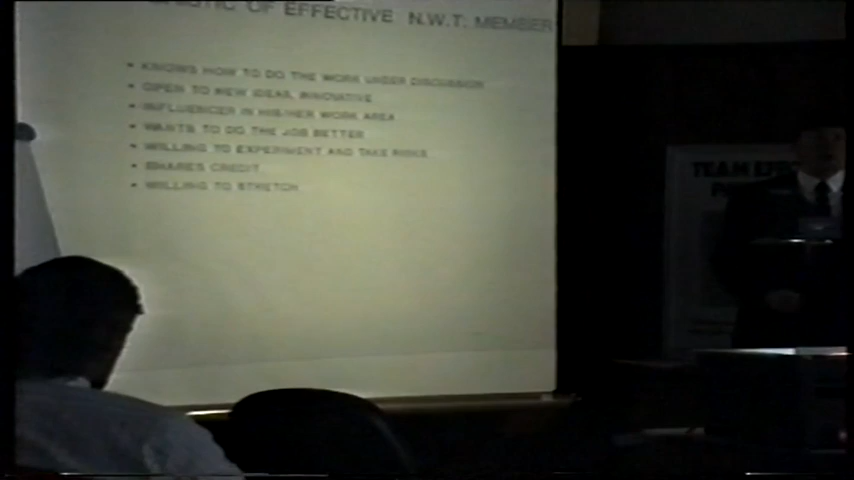 OF EFFECTIVE N.W.T. MEMBER
• KNOWS HOW TO DO THE WORK UNDER DISCUSSION
• OPEN TO NEW IDEAS, INNOVATIVE
• INFLUENCER IN HIS/HER WORK AREA
• WANTS TO DO THE JOB BETTER
• WILLING TO EXPERIMENT AND TAKE RISKS
• SHARES CREDIT
• WILLING TO STRETCH
TEAM